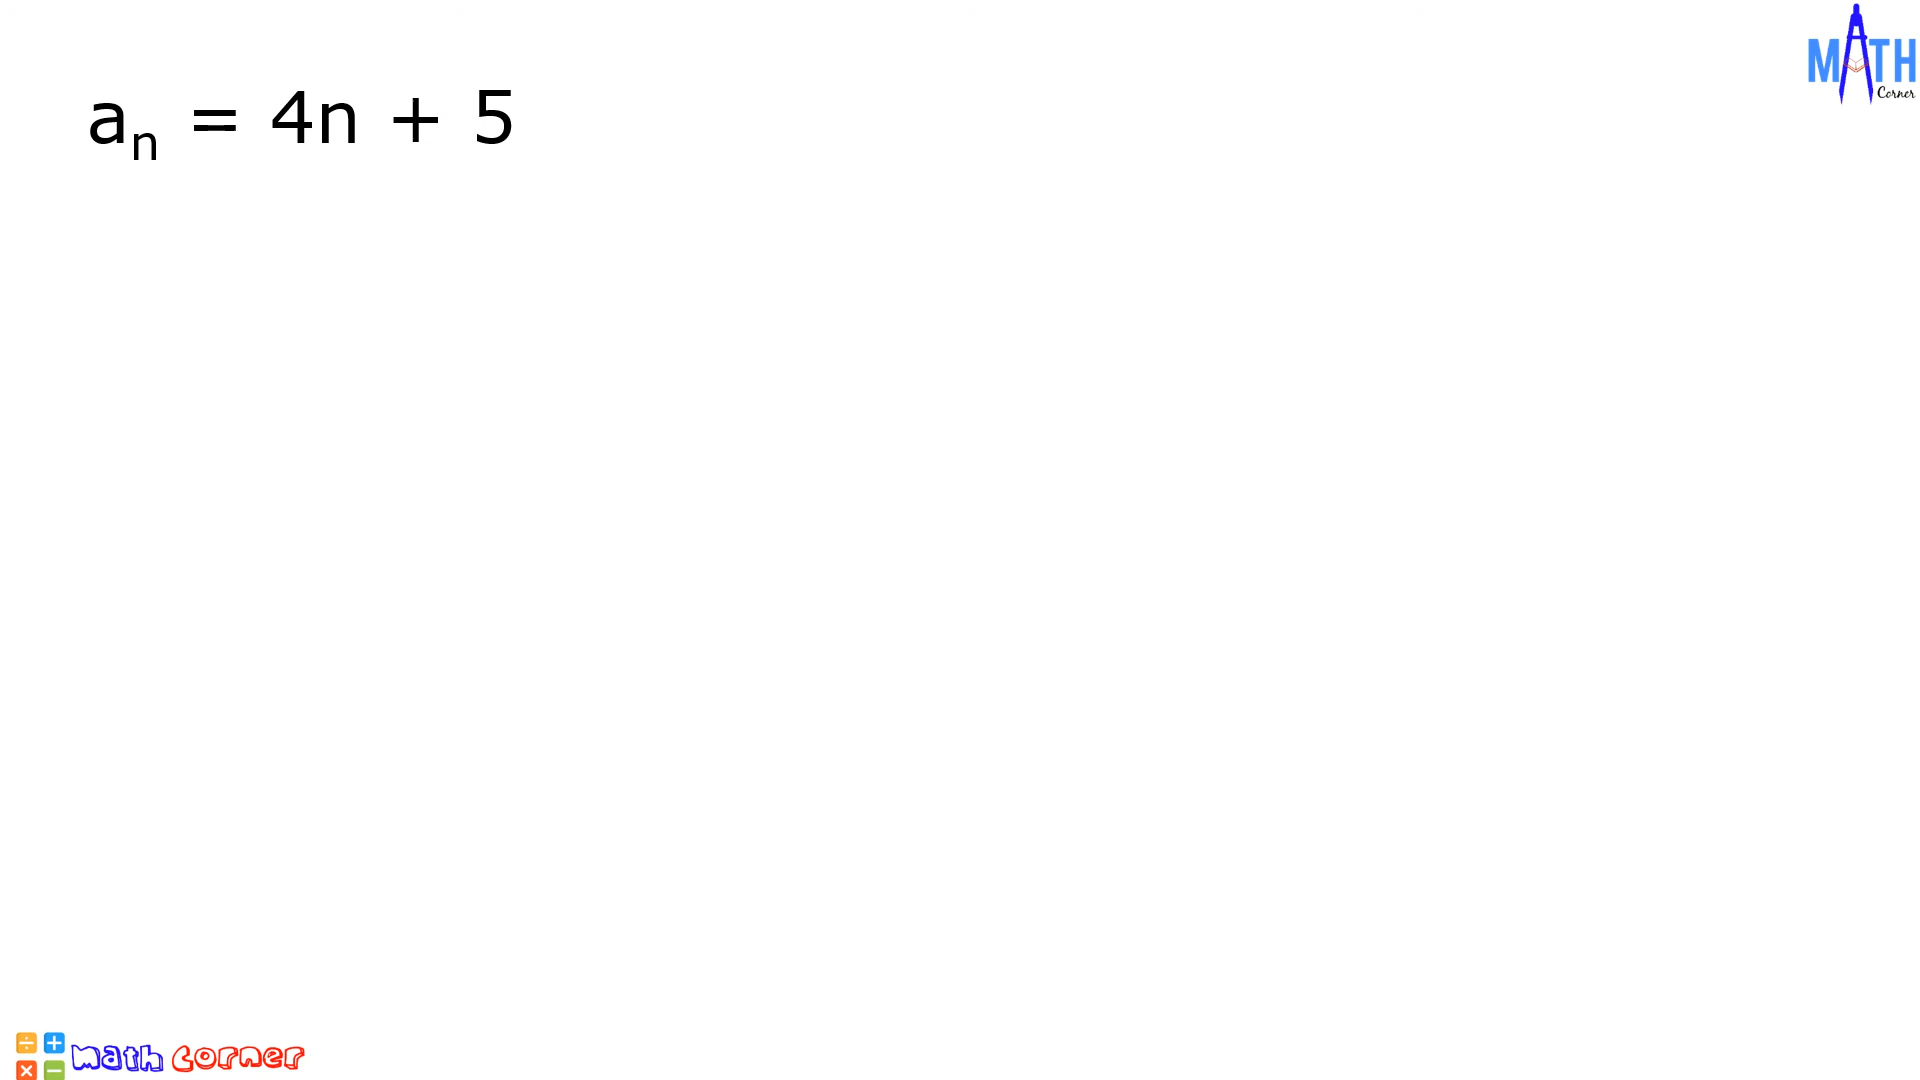 aₙ = 4n + 5
MATH
Corner
math corner